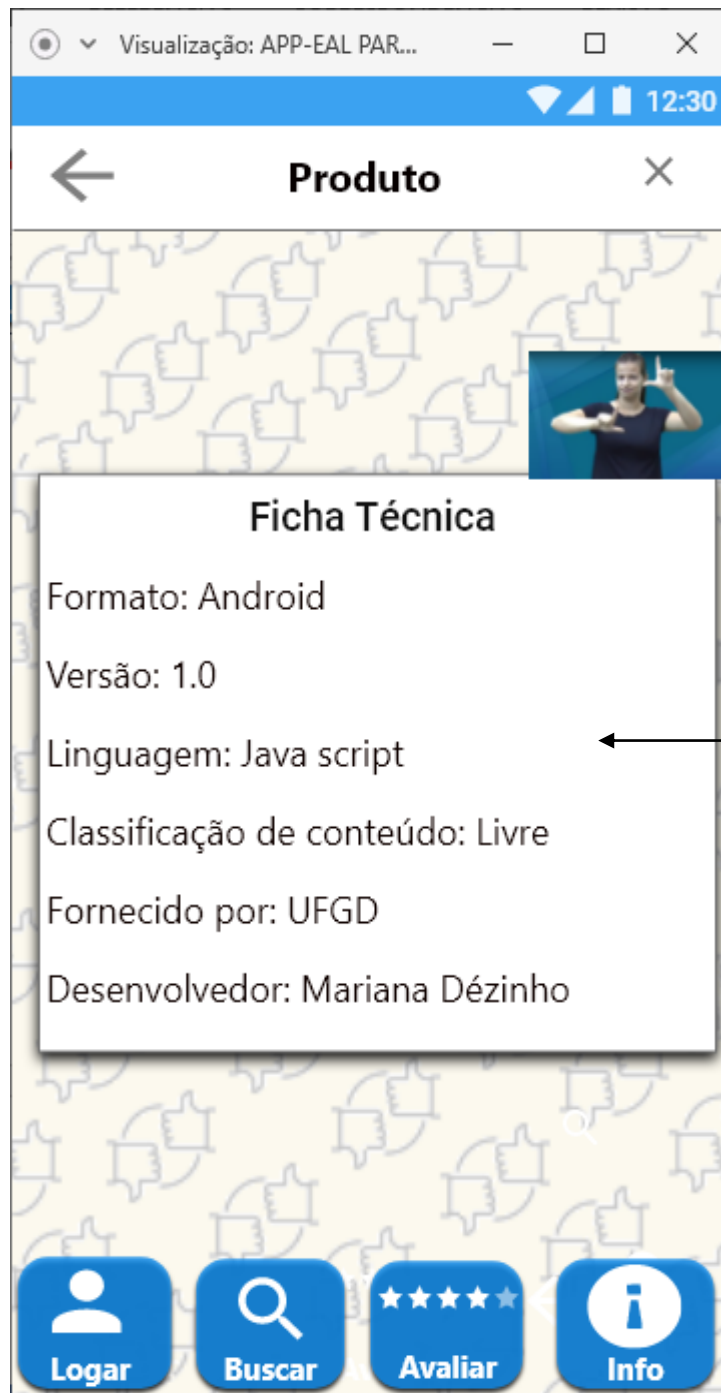 Visualização: APP-EAL PAR...
12:30
Produto
Ficha Técnica
Formato: Android
Versão: 1.0
Linguagem: Java script
Classificação de conteúdo: Livre
Fornecido por: UFGD
Desenvolvedor: Mariana Dézinho
Logar Buscar Avaliar Info